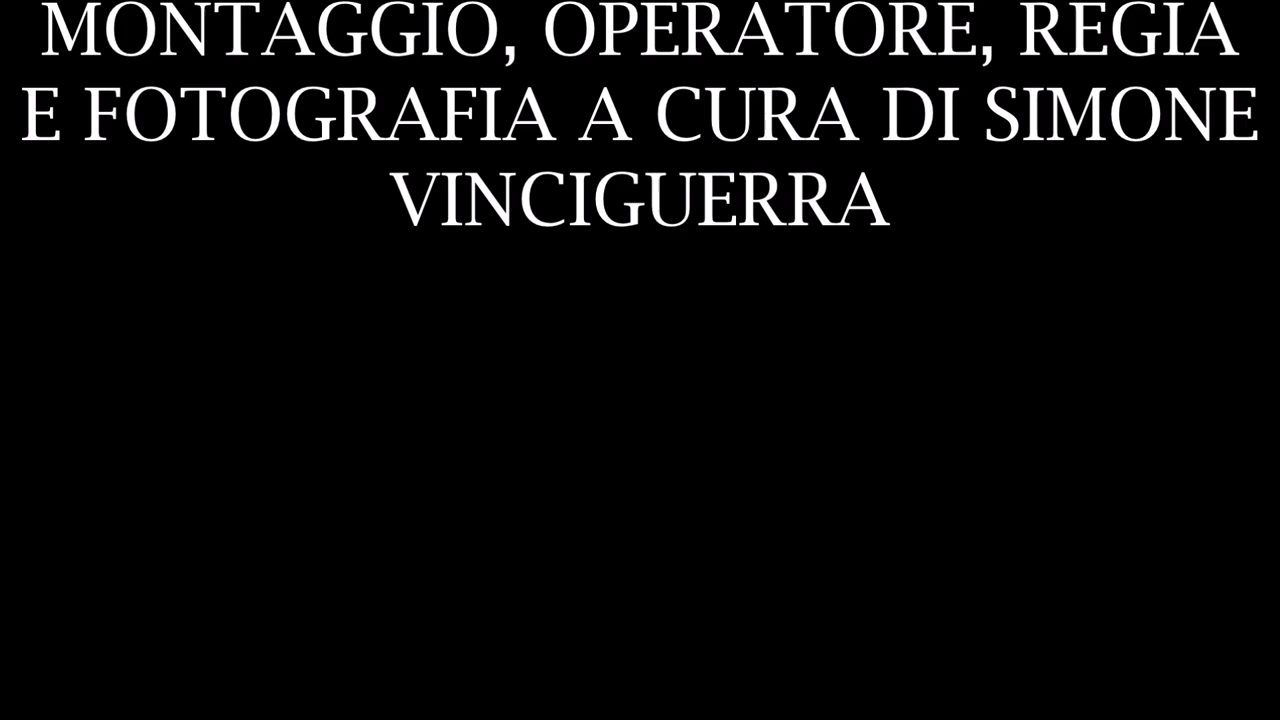 MONTAGGIO, OPERATORE, REGIA
E FOTOGRAFIA A CURA DI SIMONE
VINCIGUERRA